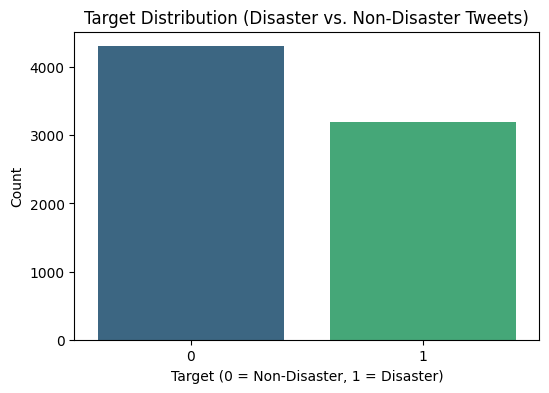 Target Distribution (Disaster vs. Non-Disaster Tweets)
4000
3000
2000
1000
0
Count
0 1
Target (0 = Non-Disaster, 1 = Disaster)